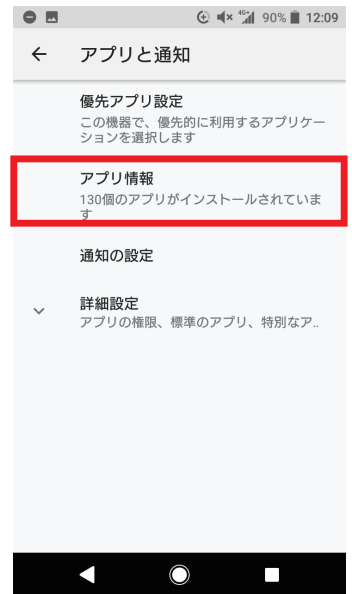 4G+ 90% 12:09
アプリと通知
優先アプリ設定
この機器で、優先的に利用するアプリケー
ションを選択します
アプリ情報
130個のアプリがインストールされていま
す
通知の設定
詳細設定
アプリの権限、標準のアプリ、特別なア..